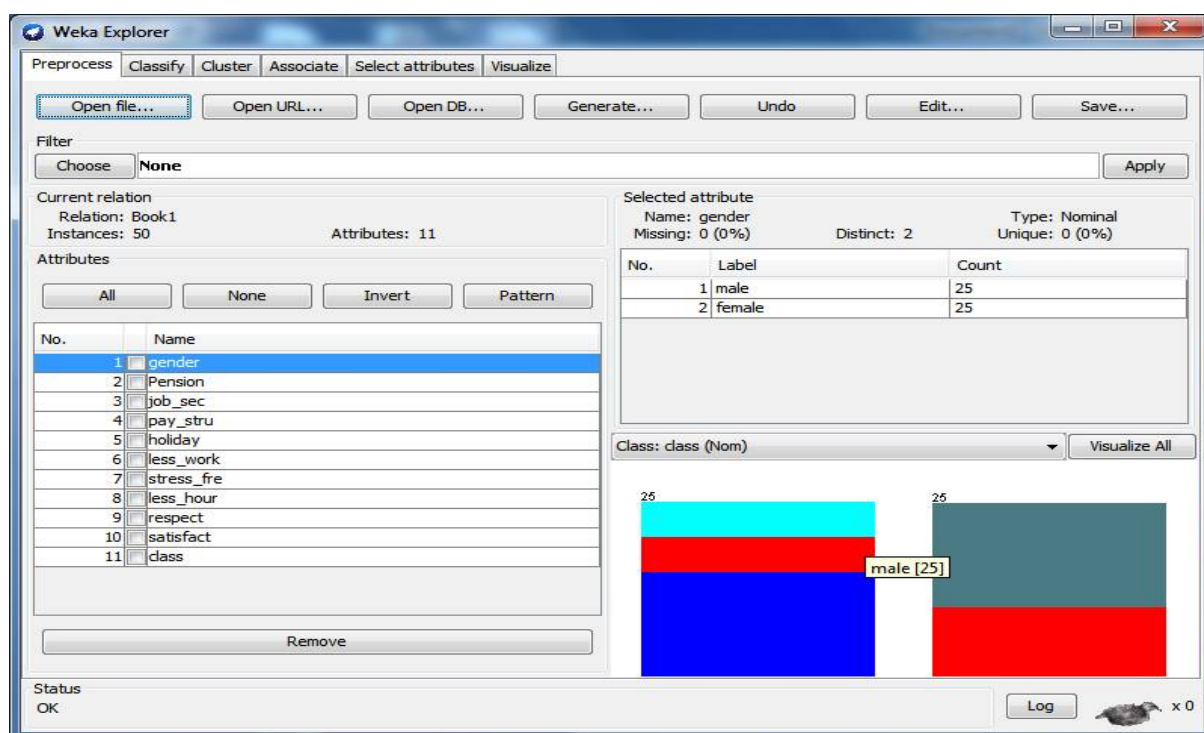 Weka Explorer
Preprocess Classify Cluster Associate Select attributes Visualize
Open file... Open URL... Open DB... Generate... Undo Edit... Save...
Filter
Choose None Apply
Current relation
Relation: Book1
Instances: 50 Attributes: 11
Attributes
All None Invert Pattern
No. Name
1 gender
2 Pension
3 job_sec
4 pay_stru
5 holiday
6 less_work
7 stress_fre
8 less_hour
9 respect
10 satisfact
11 class
Remove
Selected attribute
Name: gender Type: Nominal
Missing: 0 (0%) Distinct: 2 Unique: 0 (0%)
No. Label Count
1 male 25
2 female 25
Class: class (Nom) Visualize All
25 25
male [25]
Status
OK Log x 0